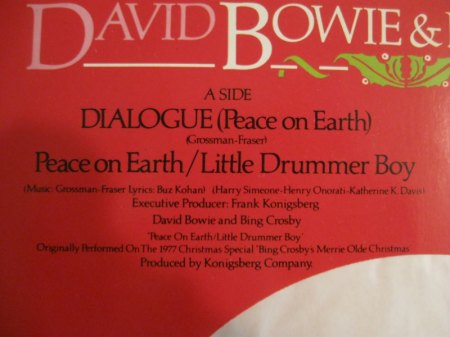 DAVID BOWIE &
A SIDE
DIALOGUE (Peace on Earth)
(Grossman-Fraser)
Peace on Earth/Little Drummer Boy
(Music: Grossman-Fraser Lyrics: Buz Kohan) (Harry Simeone-Henry Onorati-Katherine K. Davis)
Executive Producer: Frank Konigsberg
David Bowie and Bing Crosby
'Peace On Earth/Little Drummer Boy'
Originally Performed On The 1977 Christmas Special 'Bing Crosby's Merrie Olde Christmas'
Produced by Konigsberg Company.